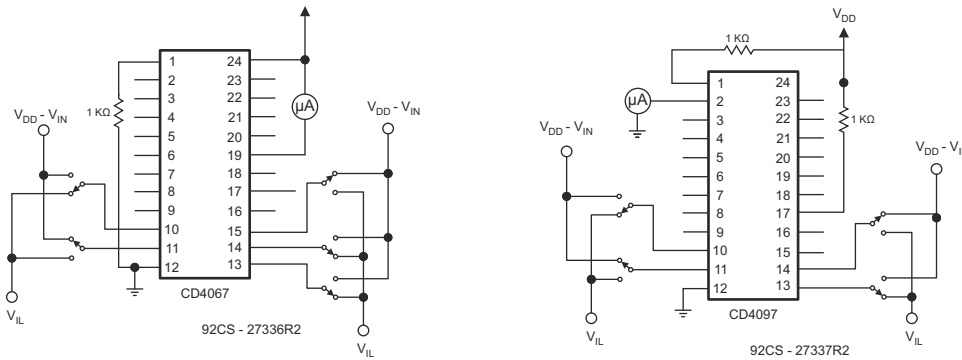 1 KΩ
V_DD - V_IN
V_IL
1
2
3
4
5
6
7
8
9
10
11
12
24
23
22
21
20
19
18
17
16
15
14
13
µA
V_DD - V_IN
V_IL
CD4067
92CS - 27336R2
V_DD
1 KΩ
1 KΩ
µA
V_DD - V_IN
V_IL
1
2
3
4
5
6
7
8
9
10
11
12
24
23
22
21
20
19
18
17
16
15
14
13
V_DD - V_I
V_IL
CD4097
92CS - 27337R2